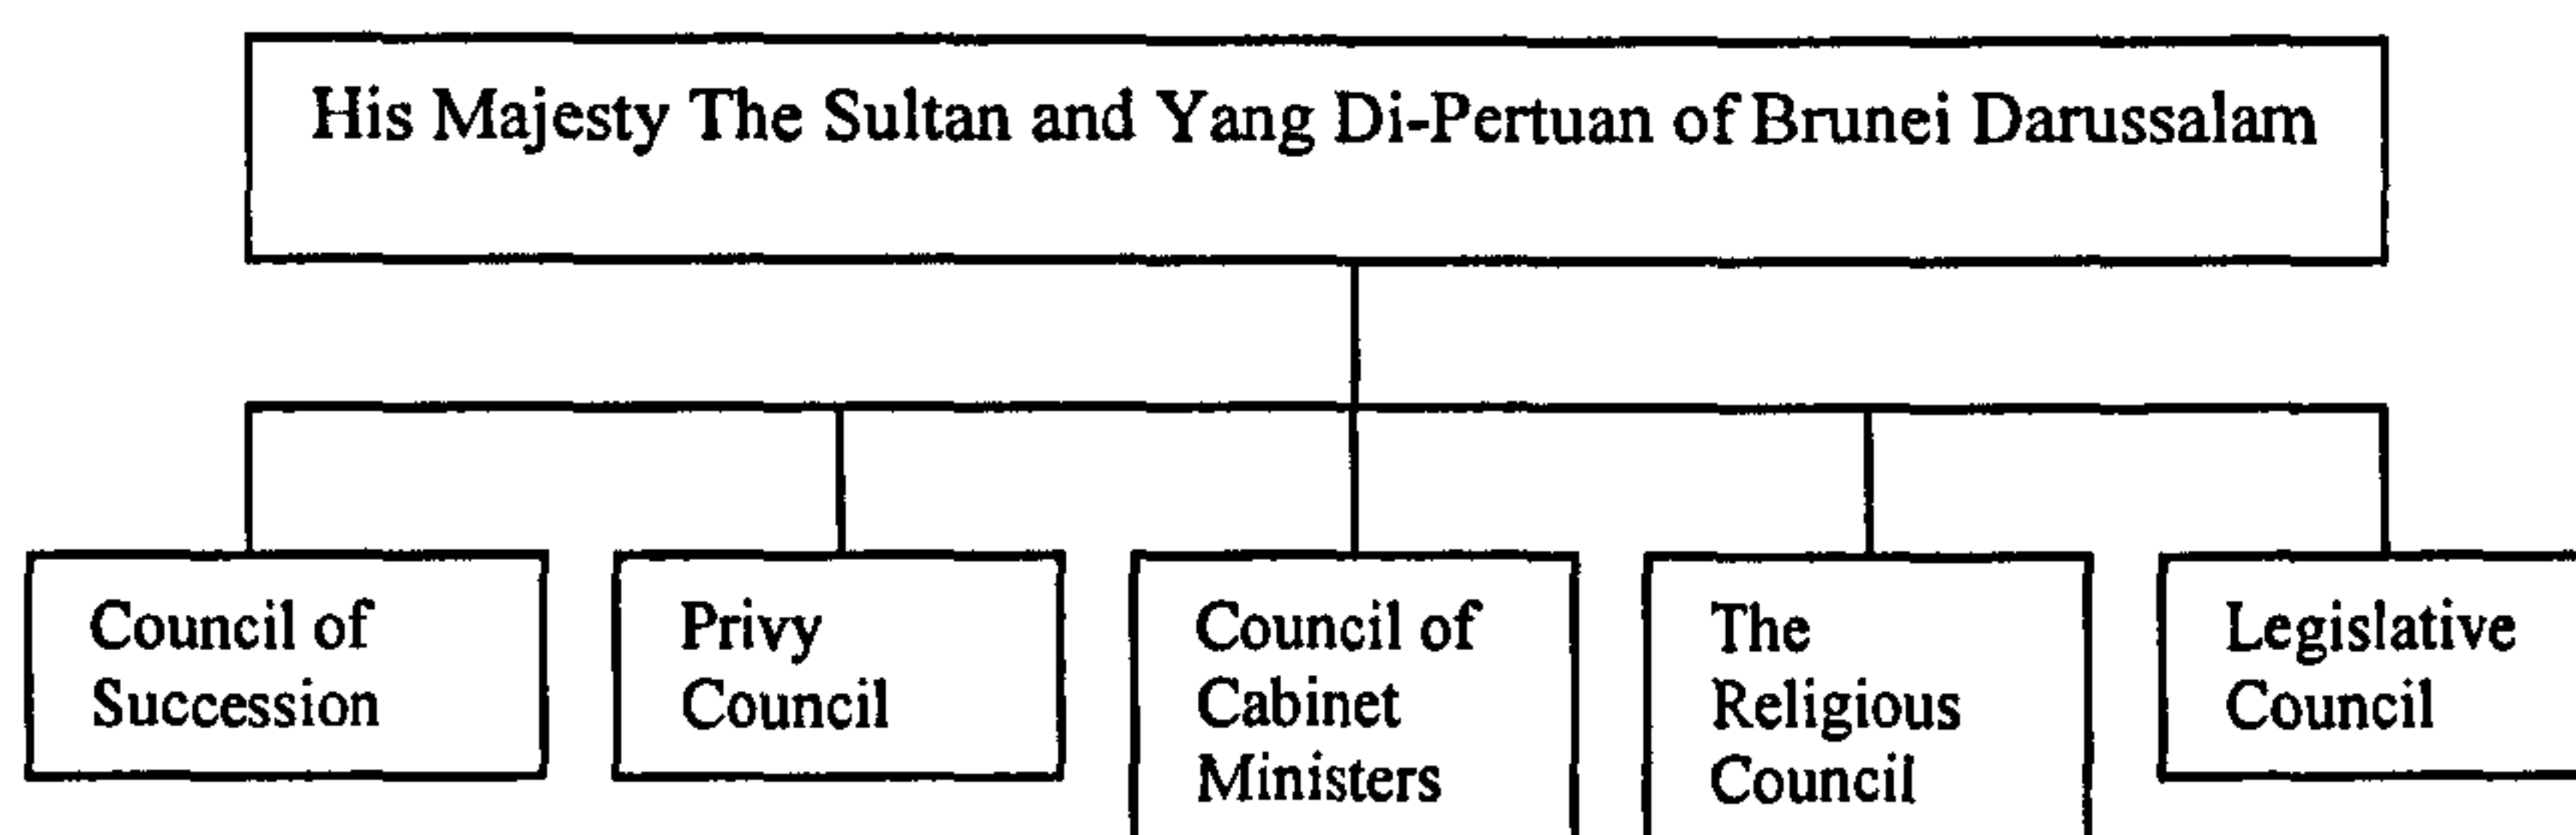 His Majesty The Sultan and Yang Di-Pertuan of Brunei Darussalam
Council of
Succession
Privy
Council
Council of
Cabinet
Ministers
The
Religious
Council
Legislative
Council